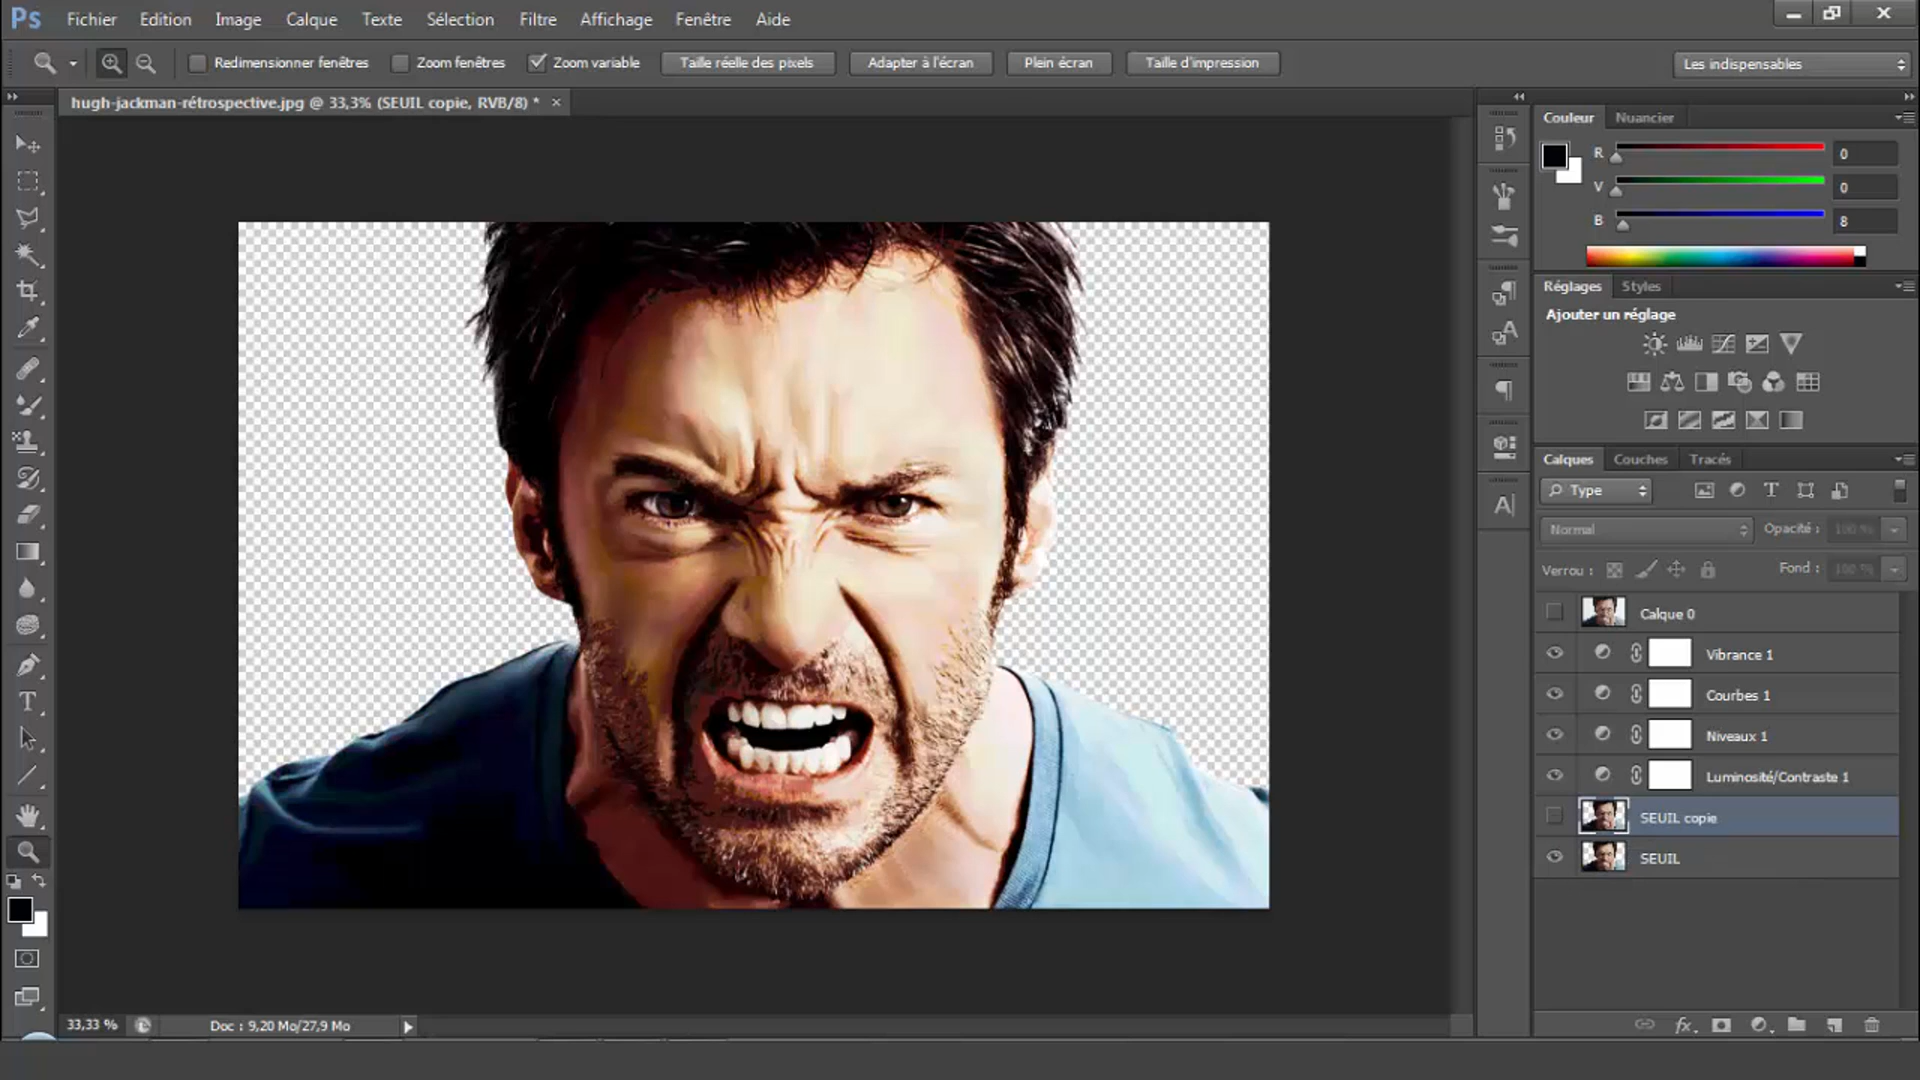 Ps Fichier Edition Image Calque Texte Sélection Filtre Affichage Fenêtre Aide
Redimensionner fenêtres Zoom fenêtres Zoom variable Taille réelle des pixels Adapter à l'écran Plein écran Taille d'impression Les indispensables
hugh-jackman-rétrospective.jpg @ 33,3% (SEUIL copie, RVB/8) * ×
Couleur Nuancier
R 0
V 0
B 8
Réglages Styles
Ajouter un réglage
Calques Couches Tracés
Type
Normal Opacité : 100 %
Verrou : Fond : 100 %
Calque 0
Vibrance 1
Courbes 1
Niveaux 1
Luminosité/Contraste 1
SEUIL copie
SEUIL
33,33 % Doc : 9,20 Mo/27,9 Mo
fx